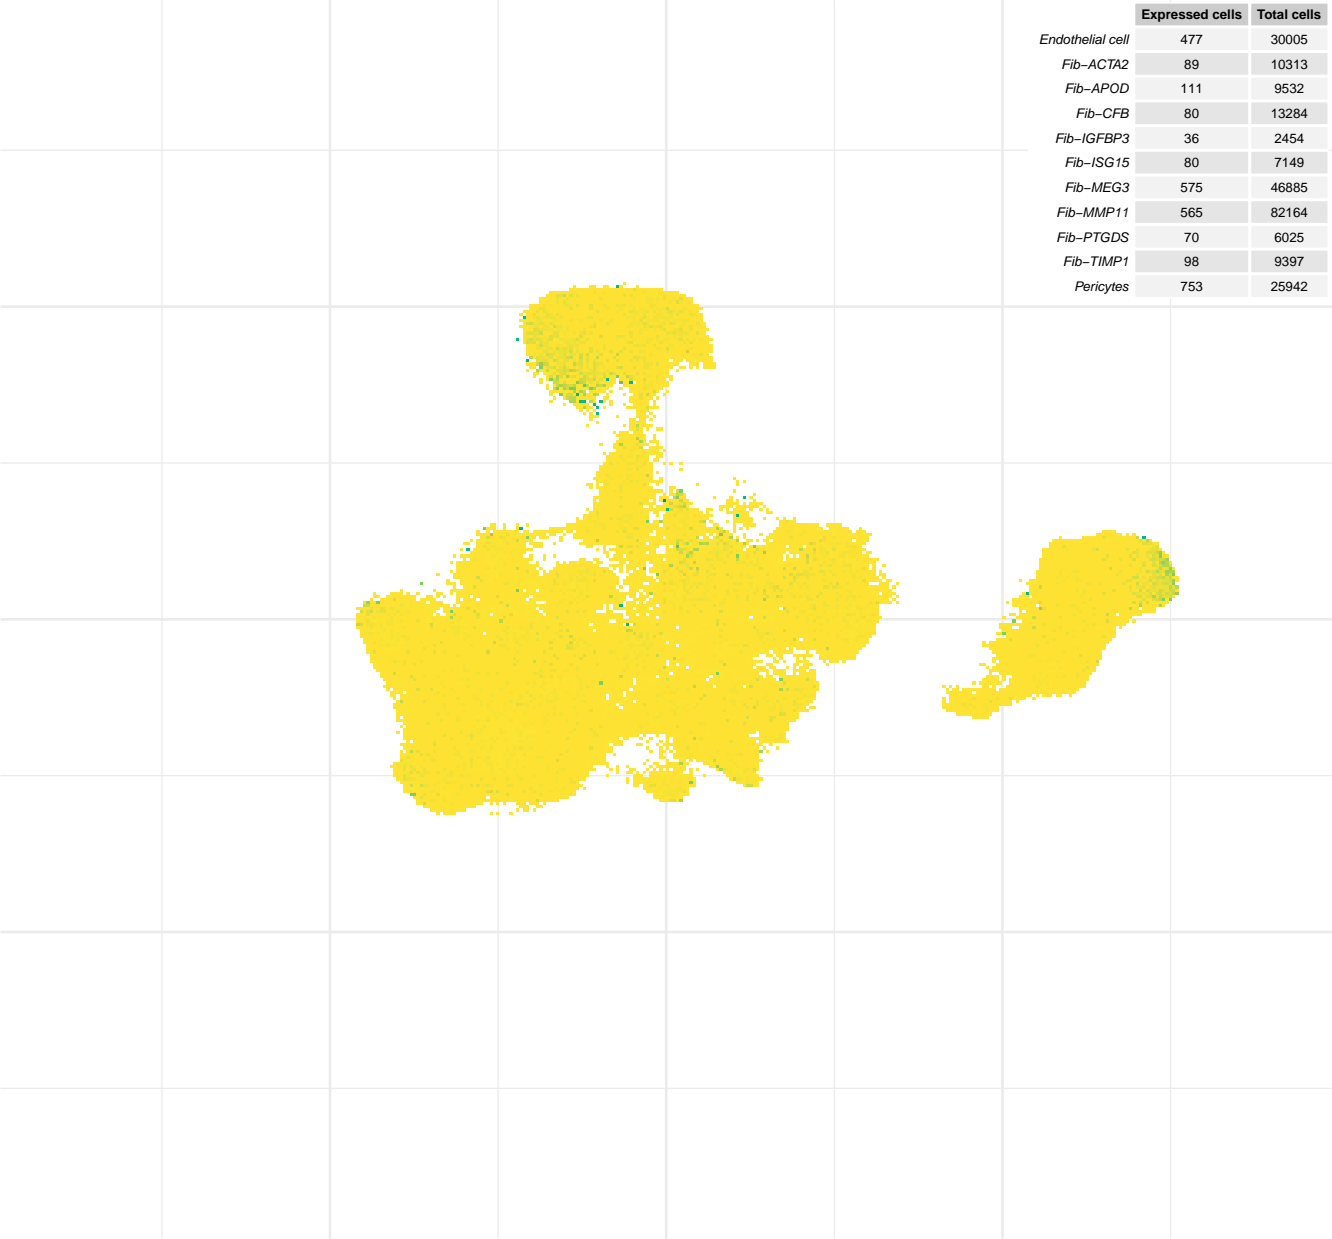 Expressed cells Total cells
Endothelial cell 477 30005
Fib−ACTA2 89 10313
Fib−APOD 111 9532
Fib−CFB 80 13284
Fib−IGFBP3 36 2454
Fib−ISG15 80 7149
Fib−MEG3 575 46885
Fib−MMP11 565 82164
Fib−PTGDS 70 6025
Fib−TIMP1 98 9397
Pericytes 753 25942